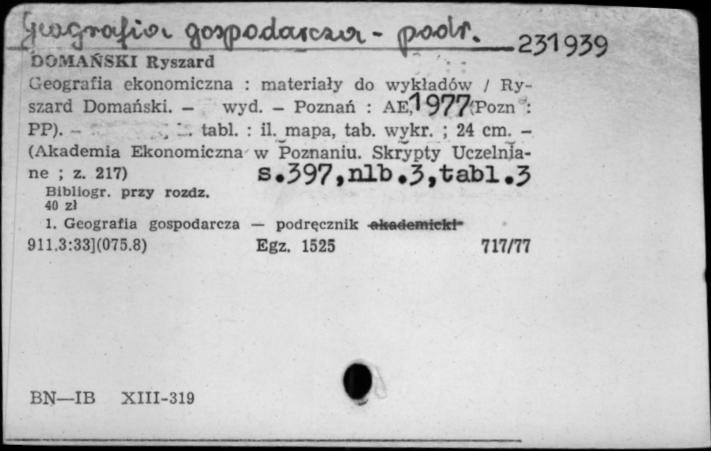 Geografia gospodarcza - podr. 231939
DOMAŃSKI Ryszard
Geografia ekonomiczna : materiały do wykładów / Ry-
szard Domański. — wyd. — Poznań : AE, 1977 (Pozn :
PP). — tabl. : il. mapa, tab. wykr. ; 24 cm. —
(Akademia Ekonomiczna w Poznaniu. Skrypty Uczelnia-
ne ; z. 217) s.397,nlb.3,tabl.3
Bibliogr. przy rozdz.
40 zł
1. Geografia gospodarcza — podręcznik akademicki
911.3:33](075.8) Egz. 1525 717/77
BN—IB XIII-319